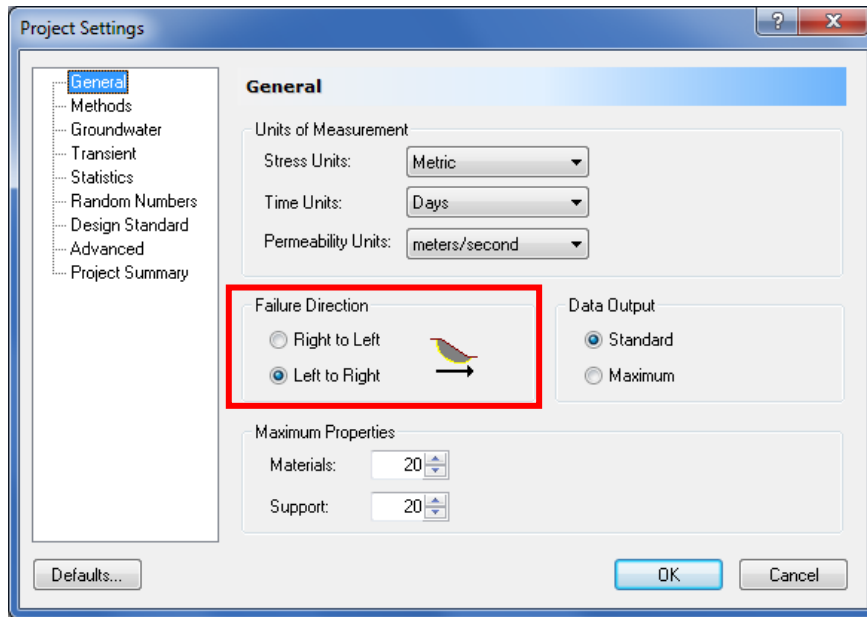 Project Settings
General
Methods
Groundwater
Transient
Statistics
Random Numbers
Design Standard
Advanced
Project Summary
General
Units of Measurement
Stress Units: Metric
Time Units: Days
Permeability Units: meters/second
Failure Direction
Right to Left
Left to Right
Data Output
Standard
Maximum
Maximum Properties
Materials: 20
Support: 20
Defaults...
OK
Cancel